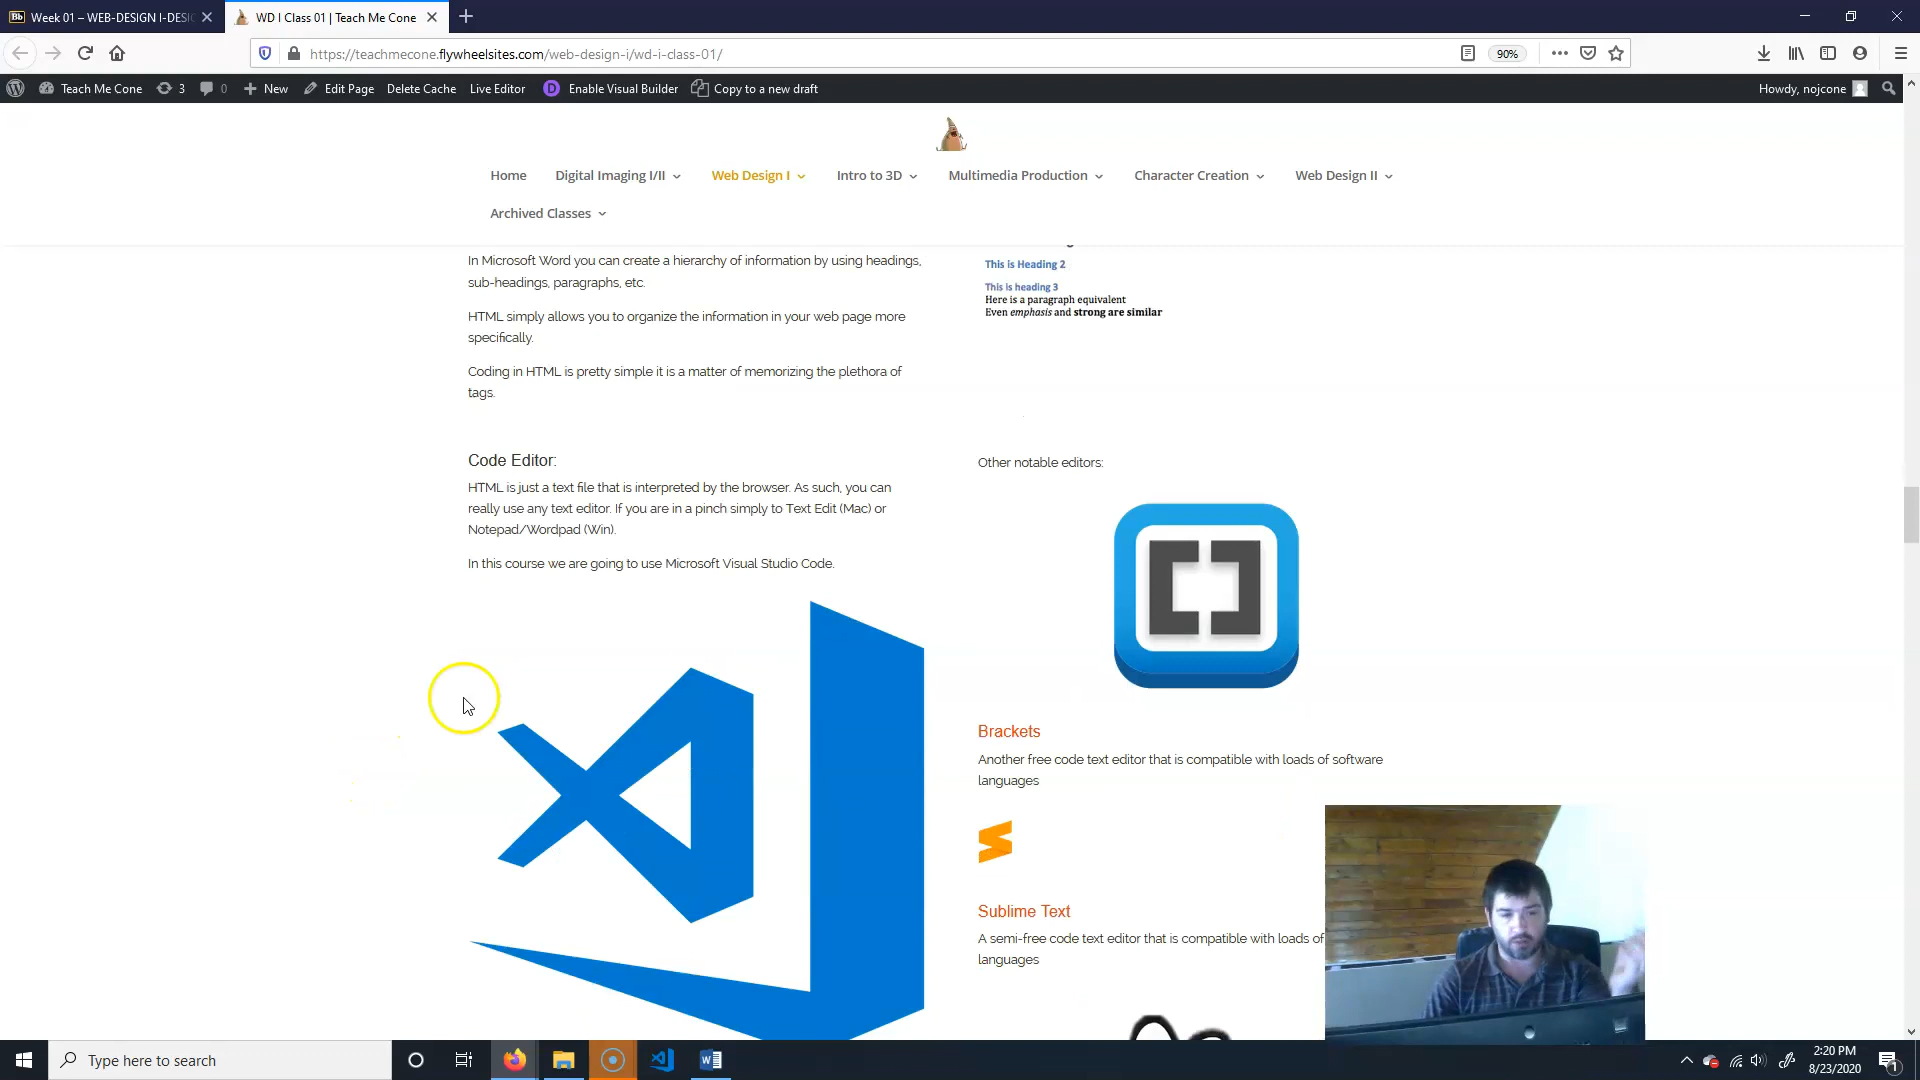 Week 01 – WEB-DESIGN I-DESI
WD I Class 01 | Teach Me Cone
https://teachmecone.flywheelsites.com/web-design-i/wd-i-class-01/
90%
Teach Me Cone
3
0
New
Edit Page
Delete Cache
Live Editor
Enable Visual Builder
Copy to a new draft
Howdy, nojcone
Home
Digital Imaging I/II
Web Design I
Intro to 3D
Multimedia Production
Character Creation
Web Design II
Archived Classes
In Microsoft Word you can create a hierarchy of information by using headings,
sub-headings, paragraphs, etc.
HTML simply allows you to organize the information in your web page more
specifically.
Coding in HTML is pretty simple it is a matter of memorizing the plethora of
tags.
This is Heading 2
This is heading 3
Here is a paragraph equivalent
Even emphasis and strong are similar
Code Editor:
HTML is just a text file that is interpreted by the browser. As such, you can
really use any text editor. If you are in a pinch simply to Text Edit (Mac) or
Notepad/Wordpad (Win).
In this course we are going to use Microsoft Visual Studio Code.
Other notable editors:
Brackets
Another free code text editor that is compatible with loads of software
languages
Sublime Text
A semi-free code text editor that is compatible with loads of
languages
Type here to search
2:20 PM
8/23/2020
1